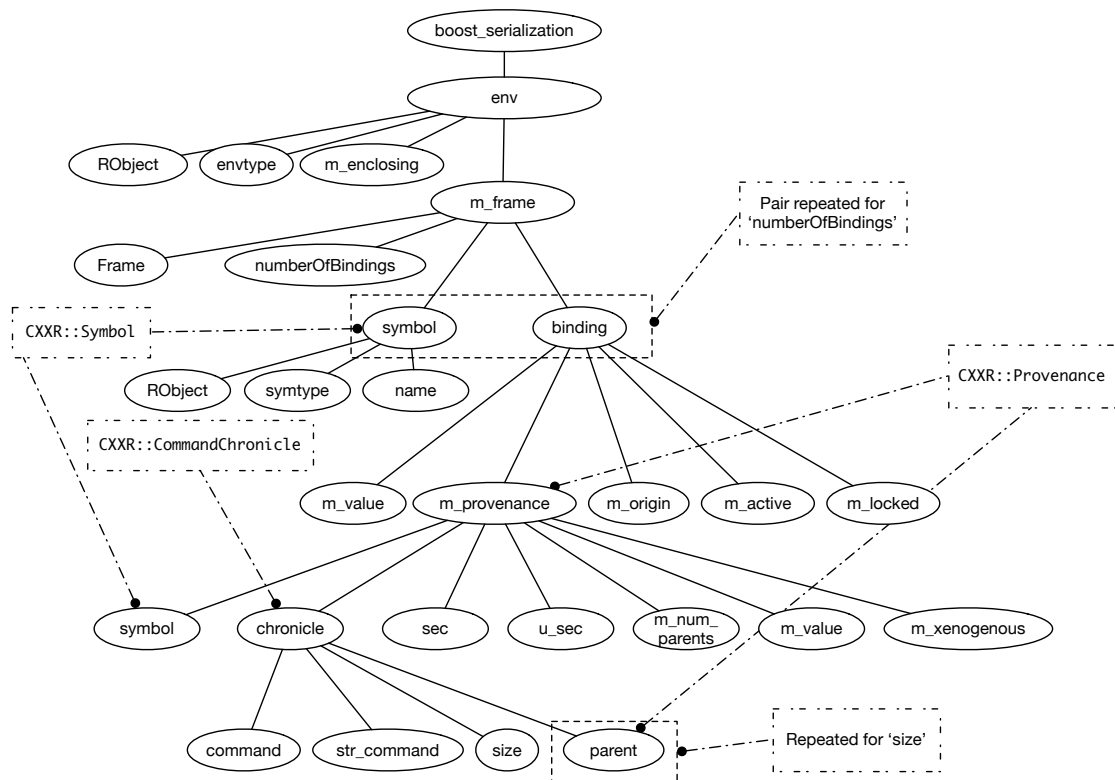 boost_serialization
env
RObject
envtype
m_enclosing
m_frame
Pair repeated for
‘numberOfBindings’
Frame
numberOfBindings
CXXR::Symbol
symbol
binding
CXXR::Provenance
RObject
symtype
name
CXXR::CommandChronicle
m_value
m_provenance
m_origin
m_active
m_locked
symbol
chronicle
sec
u_sec
m_num_
parents
m_value
m_xenogenous
command
str_command
size
parent
Repeated for ‘size’